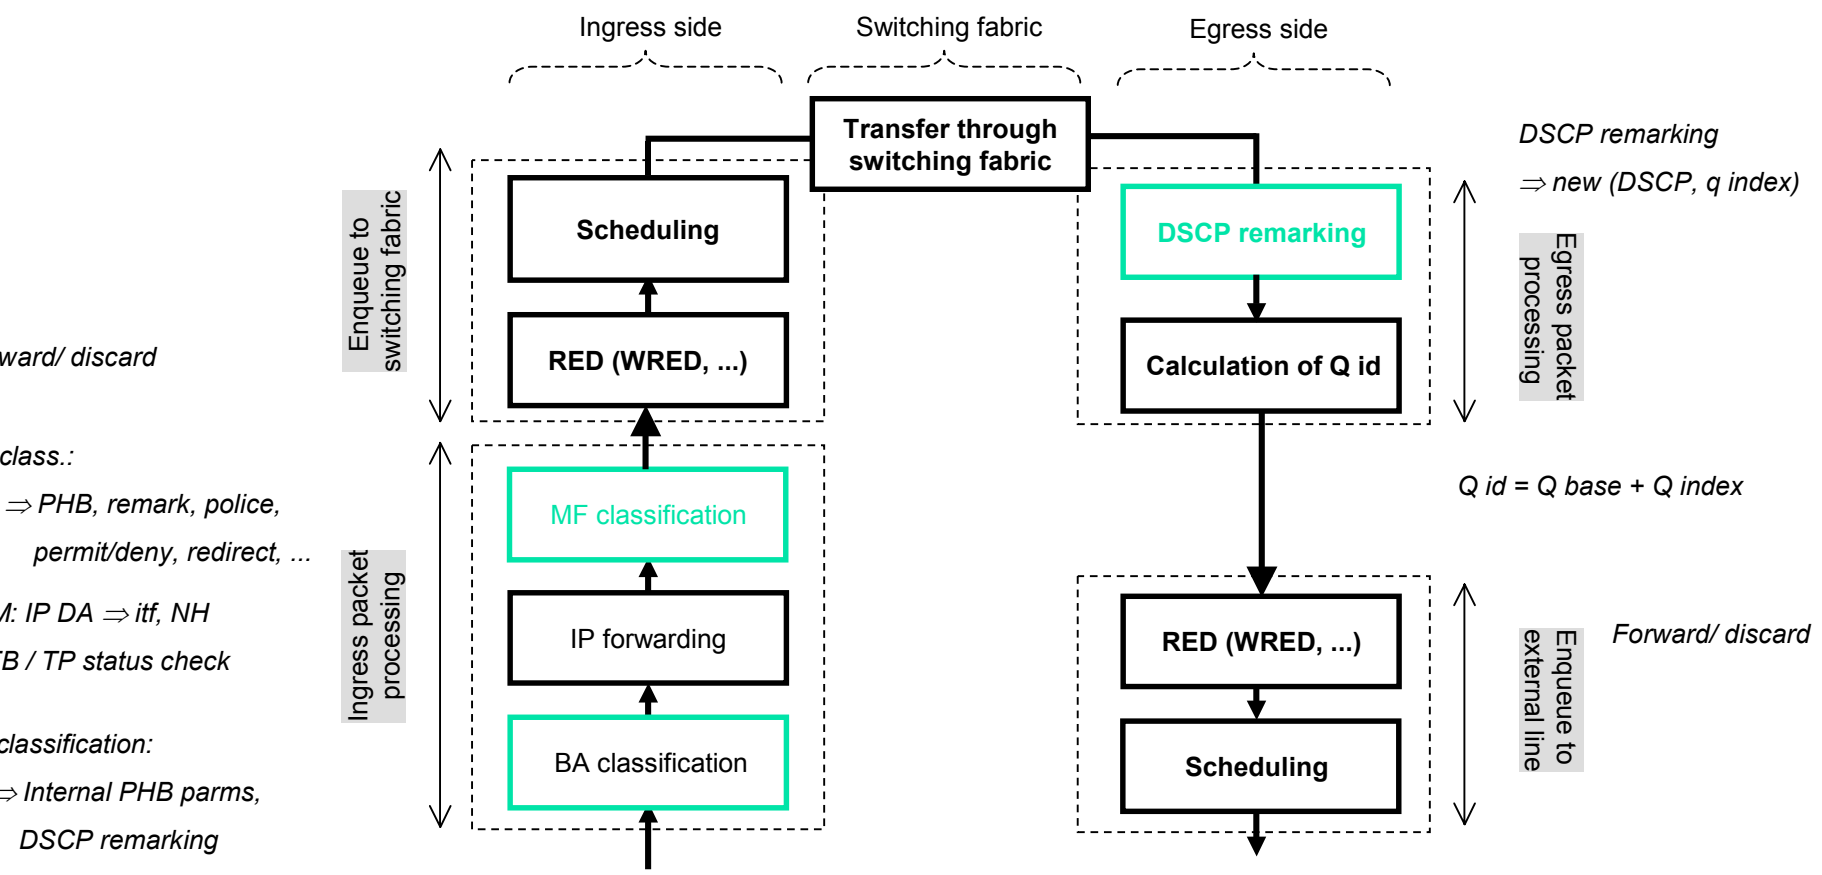 Ingress side
Switching fabric
Egress side
Transfer through
switching fabric
Scheduling
RED (WRED, ...)
Enqueue to
switching fabric
discard
class.:
⇒ PHB, remark, police,
permit/deny, redirect, ...
IP DA ⇒ itf, NH
/ TP status check
classification:
⇒ Internal PHB parms,
DSCP remarking
MF classification
IP forwarding
BA classification
Ingress packet
processing
DSCP remarking
Calculation of Q id
DSCP remarking
⇒ new (DSCP, q index)
Egress packet
processing
Q id = Q base + Q index
RED (WRED, ...)
Scheduling
Enqueue to
external line
Forward/ discard